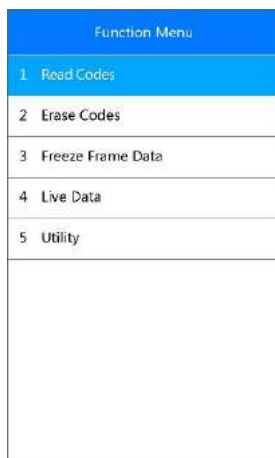 Function Menu
1 Read Codes
2 Erase Codes
3 Freeze Frame Data
4 Live Data
5 Utility